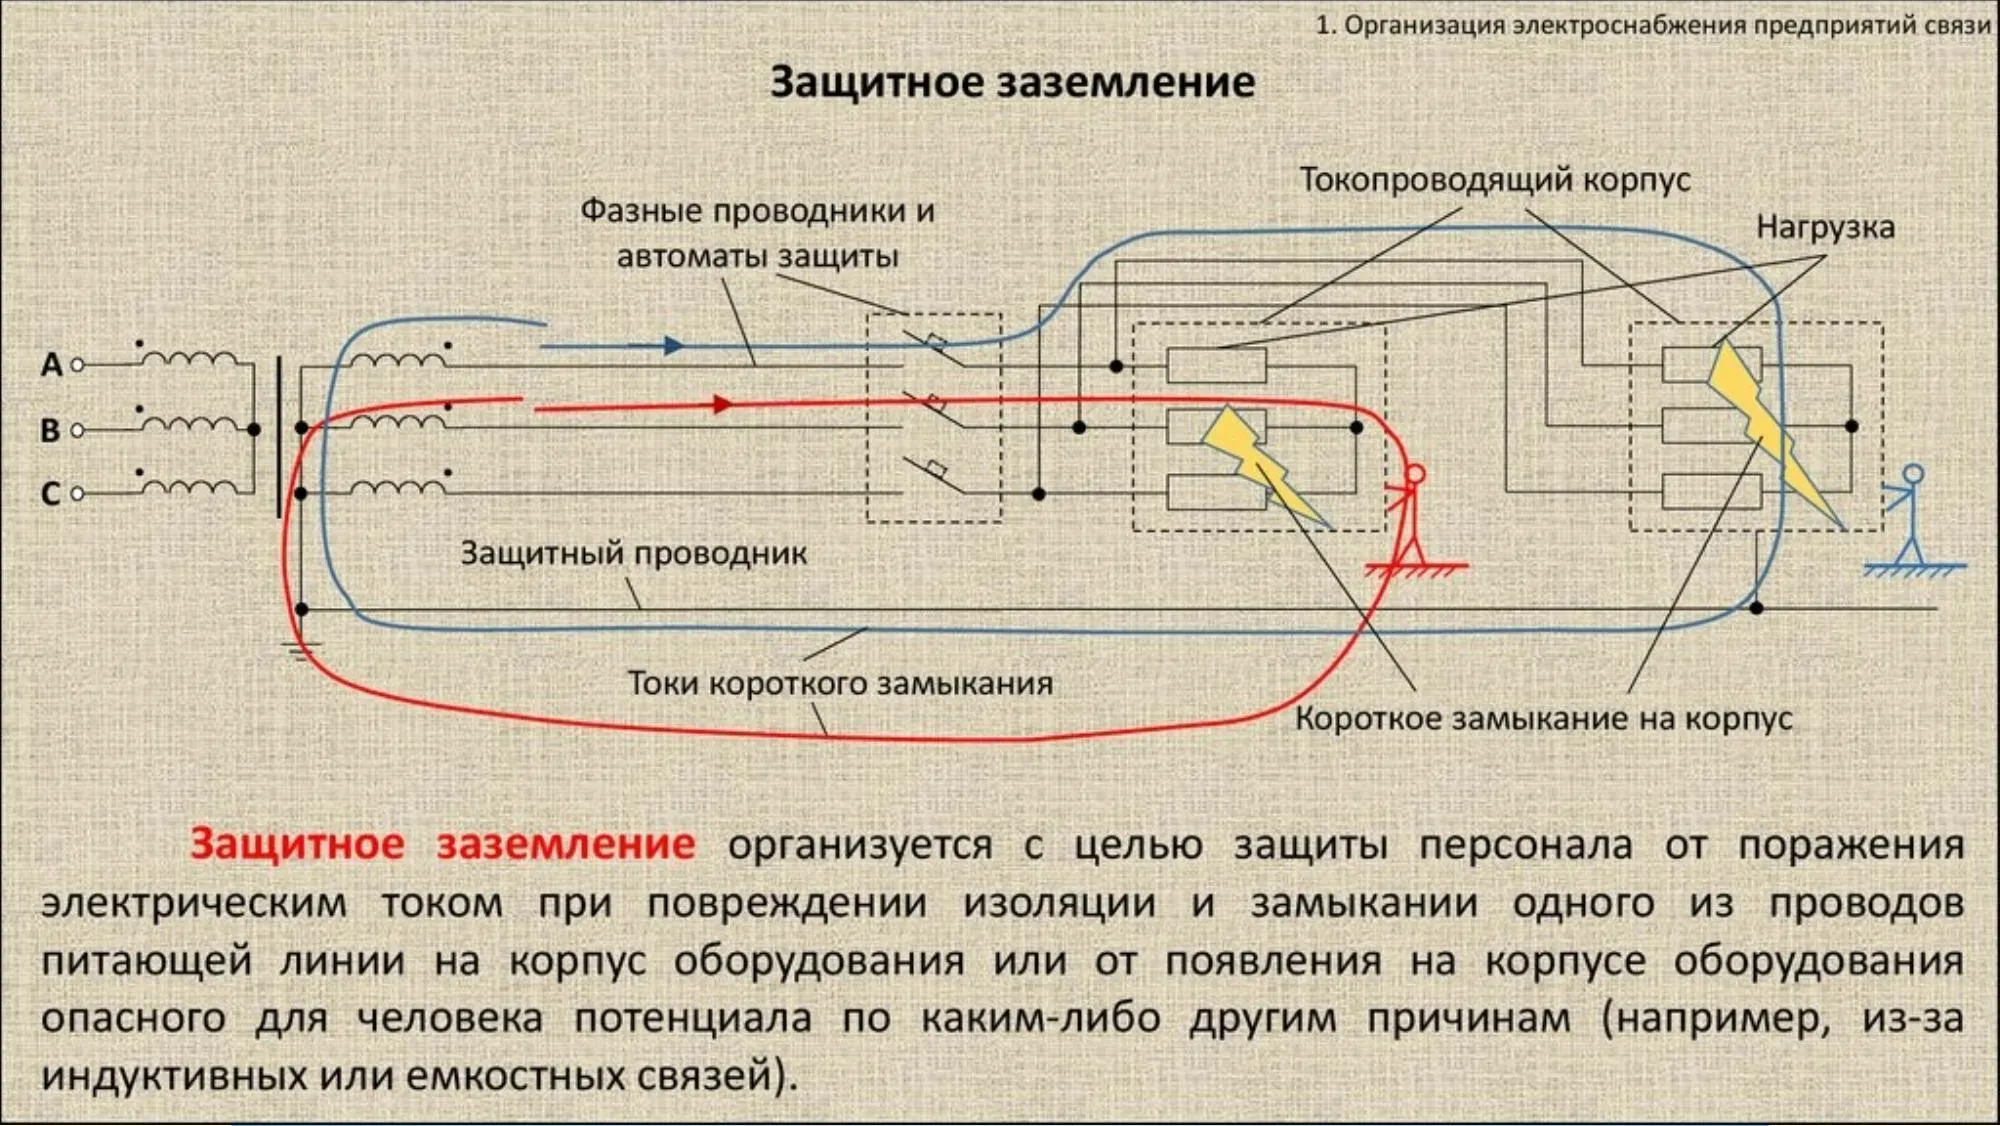 1. Организация электроснабжения предприятий связи
Защитное заземление
Токопроводящий корпус
Фазные проводники и
автоматы защиты
Нагрузка
A
B
C
Защитный проводник
Токи короткого замыкания
Короткое замыкание на корпус
Защитное заземление организуется с целью защиты персонала от поражения
электрическим током при повреждении изоляции и замыкании одного из проводов
питающей линии на корпус оборудования или от появления на корпусе оборудования
опасного для человека потенциала по каким-либо другим причинам (например, из-за
индуктивных или емкостных связей).